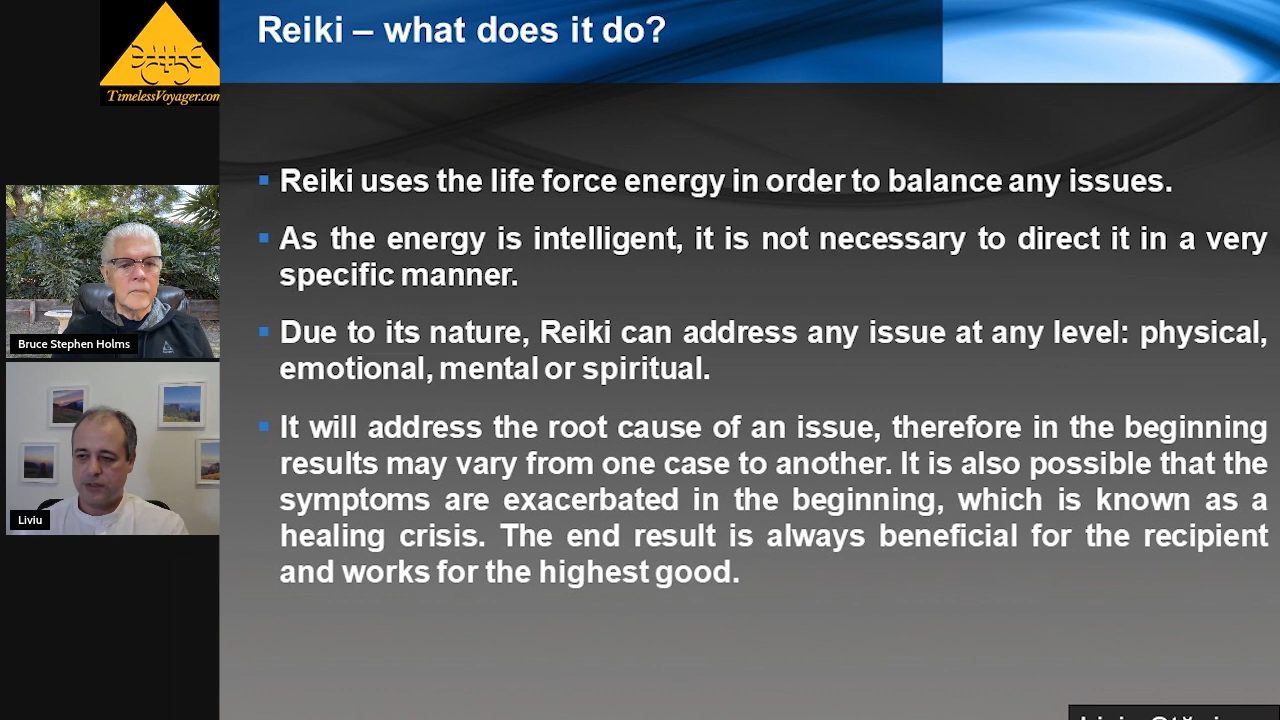 Reiki – what does it do?
TimelessVoyager.com
Reiki uses the life force energy in order to balance any issues.
As the energy is intelligent, it is not necessary to direct it in a very
specific manner.
Due to its nature, Reiki can address any issue at any level: physical,
emotional, mental or spiritual.
It will address the root cause of an issue, therefore in the beginning
results may vary from one case to another. It is also possible that the
symptoms are exacerbated in the beginning, which is known as a
healing crisis. The end result is always beneficial for the recipient
and works for the highest good.
Bruce Stephen Holms
Liviu